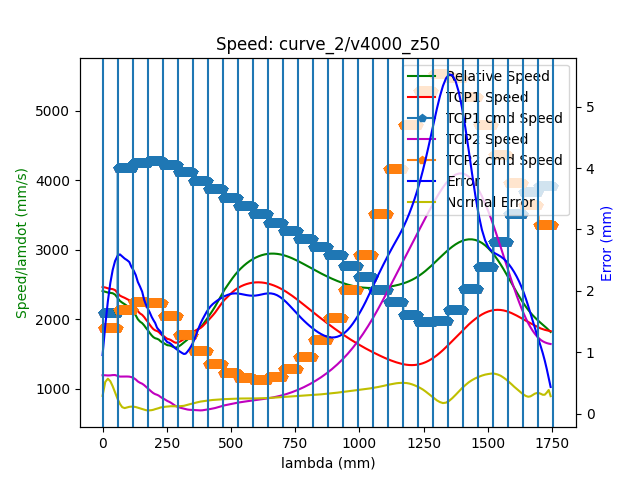 Speed: curve_2/v4000_z50
Relative Speed
TCP1 Speed
TCP1 cmd Speed
TCP2 Speed
TCP2 cmd Speed
Error
Normal Error
5000
4000
3000
2000
1000
Speed/lamdot (mm/s)
5
4
3
2
1
0
Error (mm)
0 250 500 750 1000 1250 1500 1750
lambda (mm)